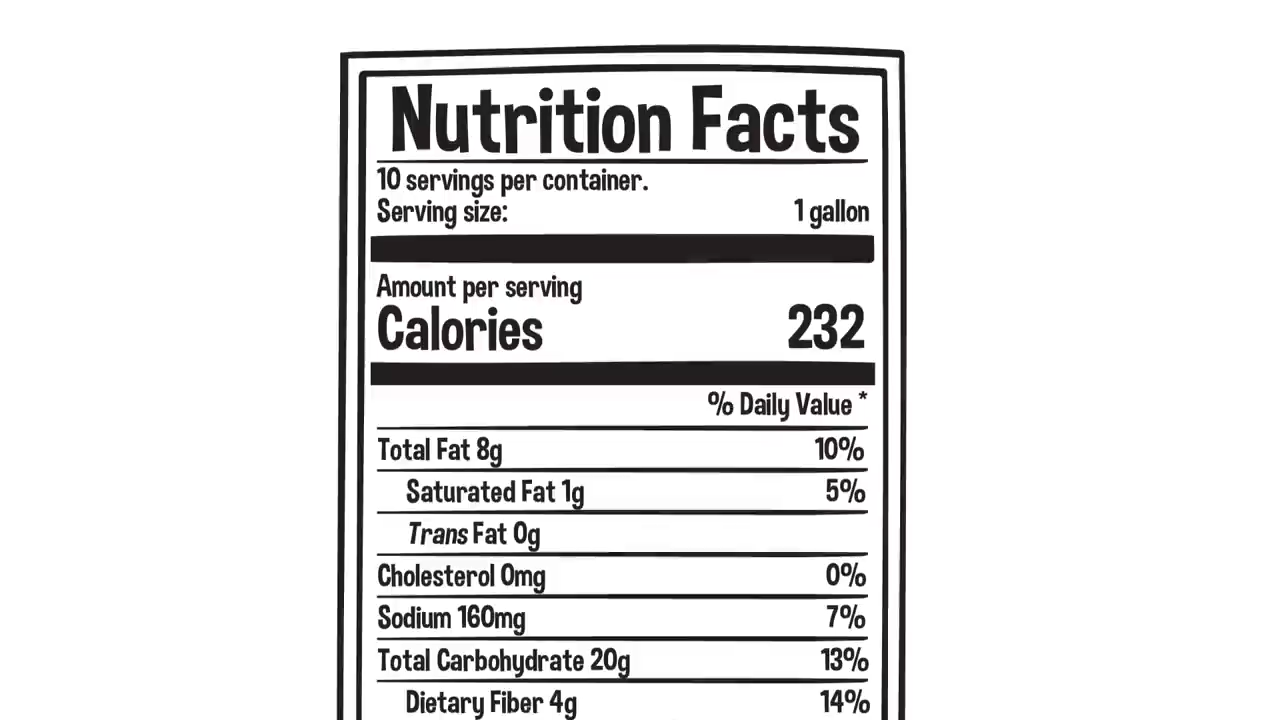 Nutrition Facts
10 servings per container.
Serving size: 1 gallon
Amount per serving
Calories 232
% Daily Value *
Total Fat 8g 10%
Saturated Fat 1g 5%
Trans Fat 0g
Cholesterol 0mg 0%
Sodium 160mg 7%
Total Carbohydrate 20g 13%
Dietary Fiber 4g 14%